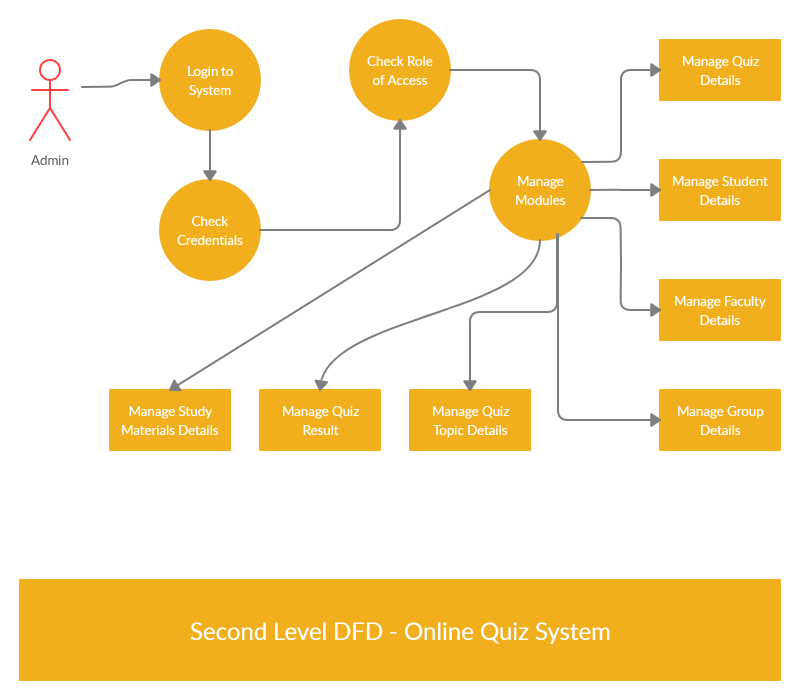 Admin
Login to
System
Check
Credentials
Check Role
of Access
Manage
Modules
Manage Quiz
Details
Manage Student
Details
Manage Faculty
Details
Manage Group
Details
Manage Study
Materials Details
Manage Quiz
Result
Manage Quiz
Topic Details
Second Level DFD - Online Quiz System